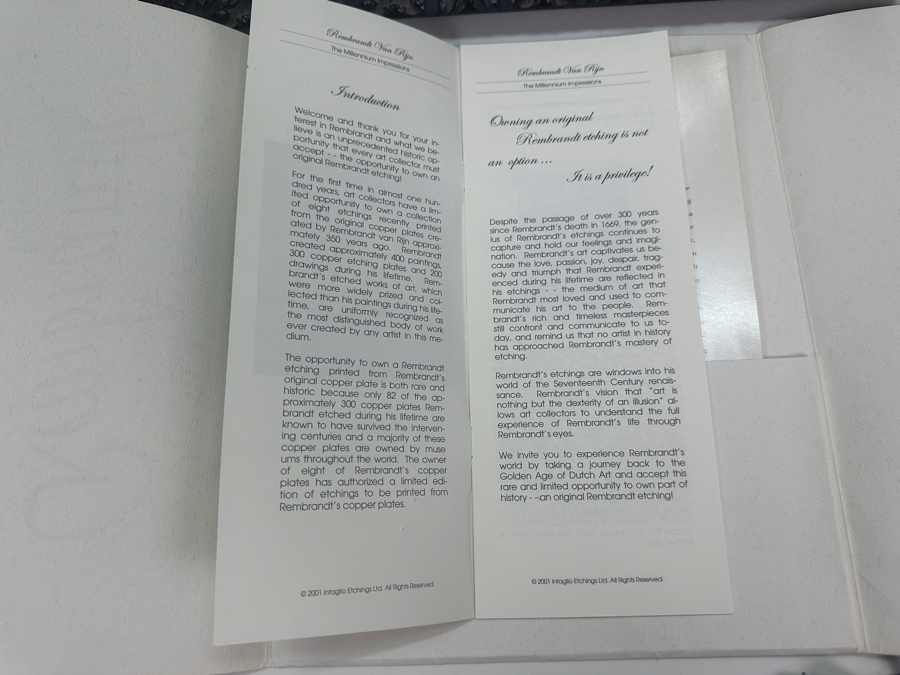 Rembrandt Van Rijn
The Millennium Impressions
Introduction
Welcome and thank you for your in-
terest in Rembrandt and what we be-
lieve is an unprecedented historic op-
portunity that every art collector must
accept - - the opportunity to own an
original Rembrandt etching!
For the first time in almost one hun-
dred years, art collectors have a lim-
ited opportunity to own a collection
of eight etchings recently printed
from the original copper plates cre-
ated by Rembrandt van Rijn approxi-
mately 350 years ago. Rembrandt
created approximately 400 paintings,
300 copper etching plates and 200
drawings during his lifetime. Rem-
brandt's etched works of art, which
were more widely prized and col-
lected than his paintings during his life-
time, are uniformly recognized as
the most distinguished body of work
ever created by any artist in this me-
dium.
The opportunity to own a Rembrandt
etching printed from Rembrandt's
original copper plate is both rare and
historic because only 82 of the ap-
proximately 300 copper plates Rem-
brandt etched during his lifetime are
known to have survived the interven-
ing centuries and a majority of these
copper plates are owned by muse
ums throughout the world. The owner
of eight of Rembrandt's copper
plates has authorized a limited edi-
tion of etchings to be printed from
Rembrandt's copper plates.
© 2001 Intaglio Etchings Ltd. All Rights Reserved.
Rembrandt Van Rijn
The Millennium Impressions
Owning an original
Rembrandt etching is not
an option ...
It is a privilege!
Despite the passage of over 300 years
since Rembrandt's death in 1669, the gen-
ius of Rembrandt's etchings continues to
capture and hold our feelings and imagi-
nation. Rembrandt's art captivates us be-
cause the love, passion, joy, despair, trag-
edy and triumph that Rembrandt experi-
enced during his lifetime are reflected in
his etchings - - the medium of art that
Rembrandt most loved and used to com-
municate his art to the people. Rem-
brandt's rich and timeless masterpieces
still confront and communicate to us to-
day, and remind us that no artist in history
has approached Rembrandt's mastery of
etching.
Rembrandt's etchings are windows into his
world of the Seventeenth Century renais-
sance. Rembrandt's vision that "art is
nothing but the dexterity of an illusion" al-
lows art collectors to understand the full
experience of Rembrandt's life through
Rembrandt's eyes.
We invite you to experience Rembrandt's
world by taking a journey back to the
Golden Age of Dutch Art and accept this
rare and limited opportunity to own part of
history - --an original Rembrandt etching!
© 2001 Intaglio Etchings Ltd. All Rights Reserved.